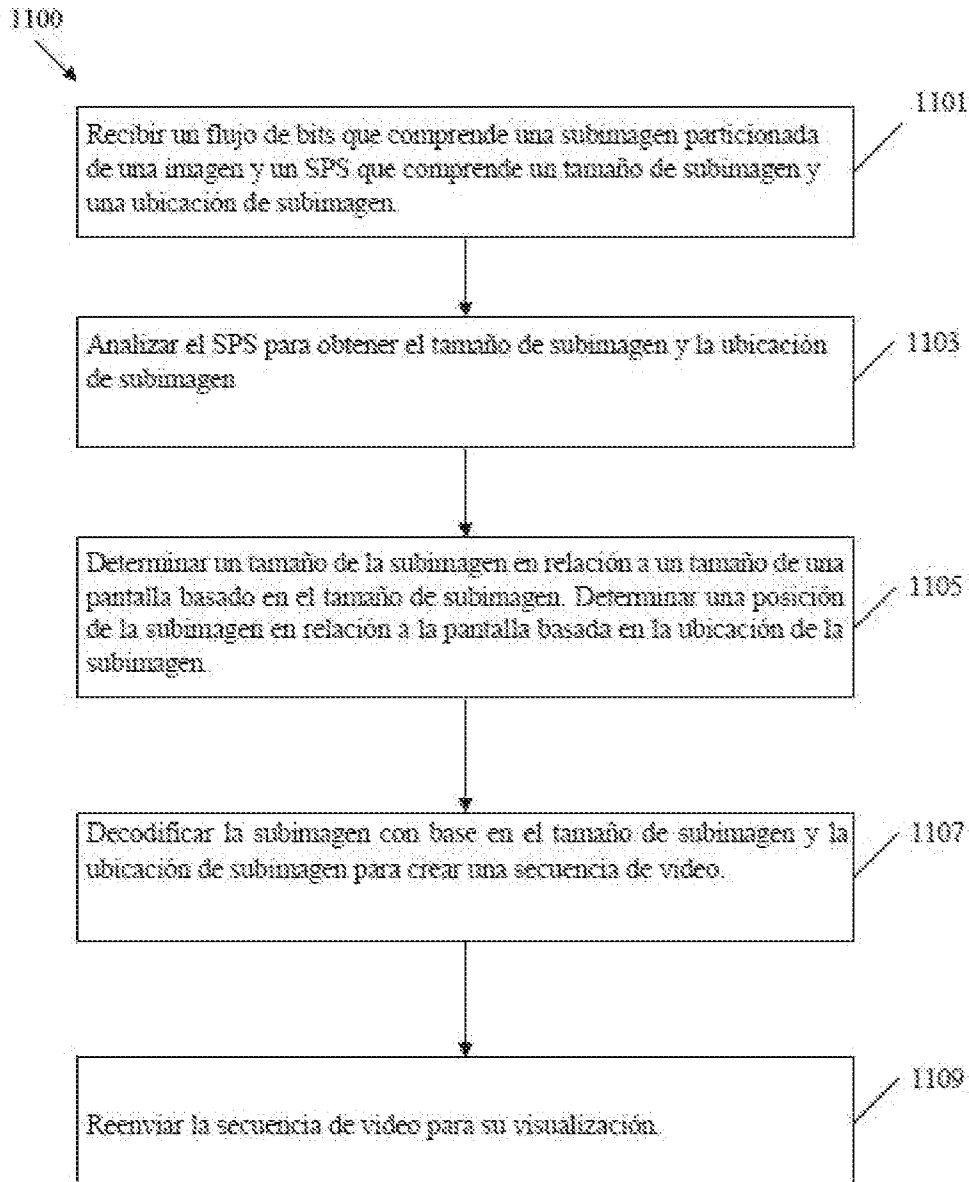 1100
1101
Recibir un flujo de bits que comprende una subimagen particionada
de una imagen y un SPS que comprende un tamaño de subimagen y
una ubicación de subimagen.
1103
Analizar el SPS para obtener el tamaño de subimagen y la ubicación
de subimagen
Determinar un tamaño de la subimagen en relación a un tamaño de una
pantalla basado en el tamaño de subimagen. Determinar una posición
de la subimagen en relación a la pantalla basada en la ubicación de la
subimagen.
1105
Decodificar la subimagen con base en el tamaño de subimagen y la
ubicación de subimagen para crear una secuencia de video.
1107
1109
Reenviar la secuencia de video para su visualización.